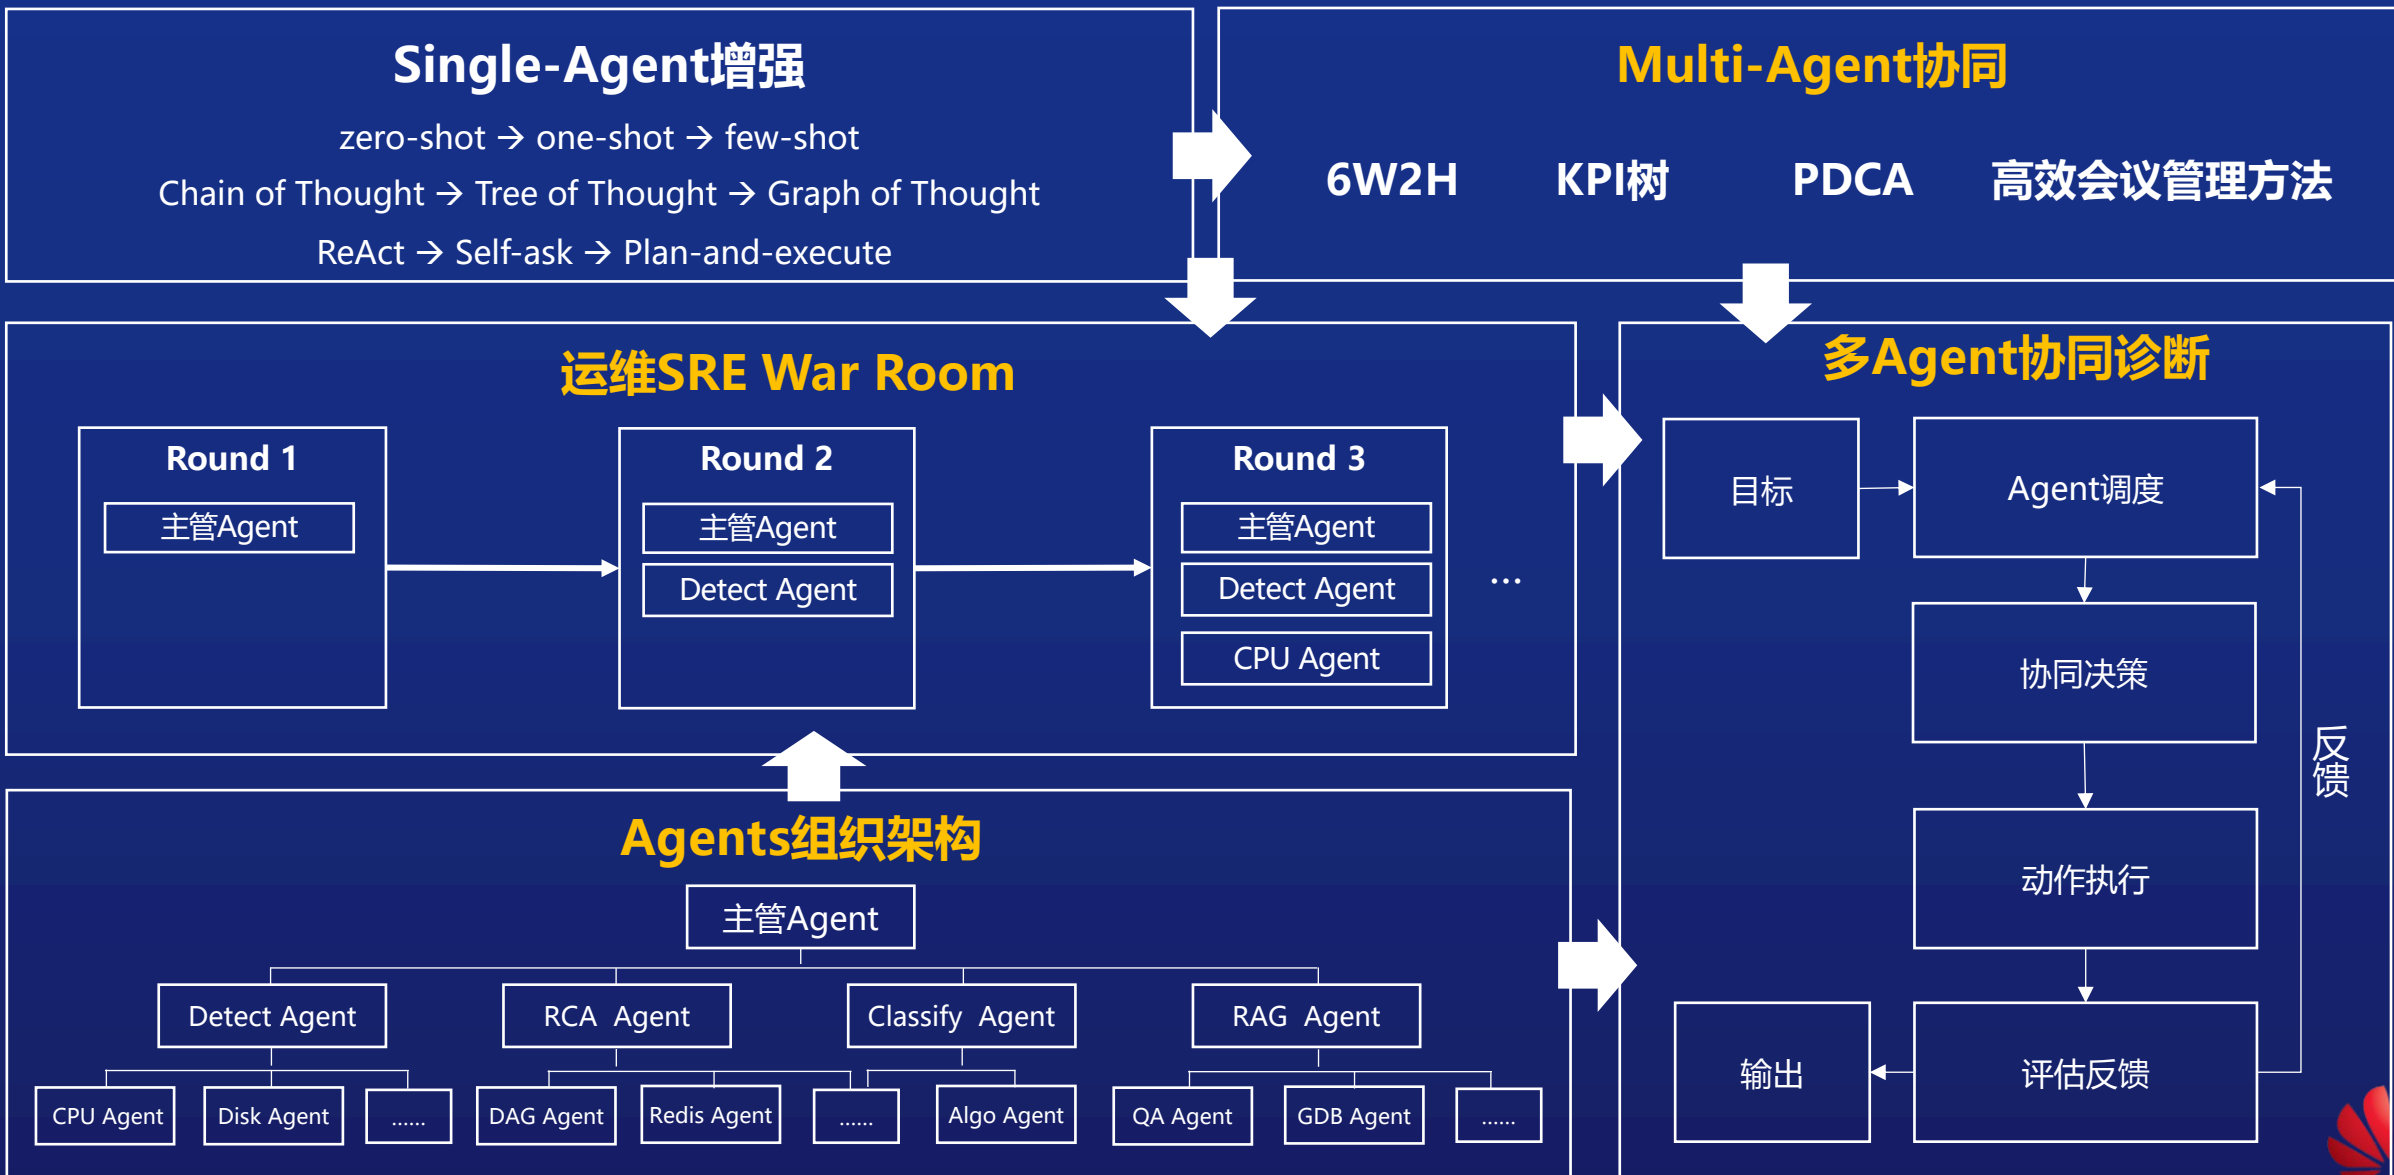 Single-Agent增强
zero-shot → one-shot → few-shot
Chain of Thought → Tree of Thought → Graph of Thought
ReAct → Self-ask → Plan-and-execute
Multi-Agent协同
6W2H KPI树 PDCA 高效会议管理方法
运维SRE War Room
Round 1
主管Agent
Round 2
主管Agent
Detect Agent
Round 3
主管Agent
Detect Agent
CPU Agent
...
Agents组织架构
主管Agent
Detect Agent
RCA Agent
Classify Agent
RAG Agent
CPU Agent
Disk Agent
......
DAG Agent
Redis Agent
......
Algo Agent
QA Agent
GDB Agent
......
多Agent协同诊断
目标
Agent调度
协同决策
动作执行
评估反馈
输出
反馈